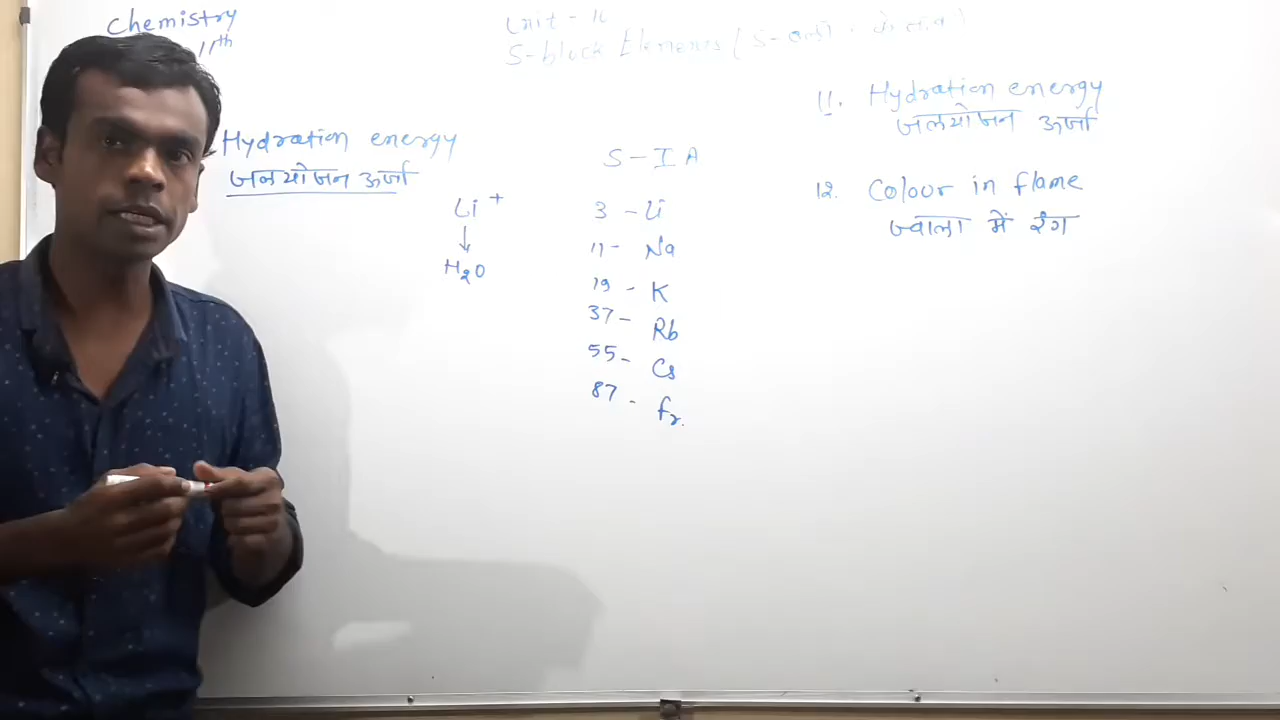 Chemistry
11th
Unit - 10
S-block Elements (S-
Hydration energy
जलयोजन ऊर्जा
Li +
↓
H2O
S - I A
3 - Li
11 - Na
19 - K
37 - Rb
55 - Cs
87 - Fr.
11. Hydration energy
जलयोजन ऊर्जा
12. Colour in flame
ज्वाला में रंग